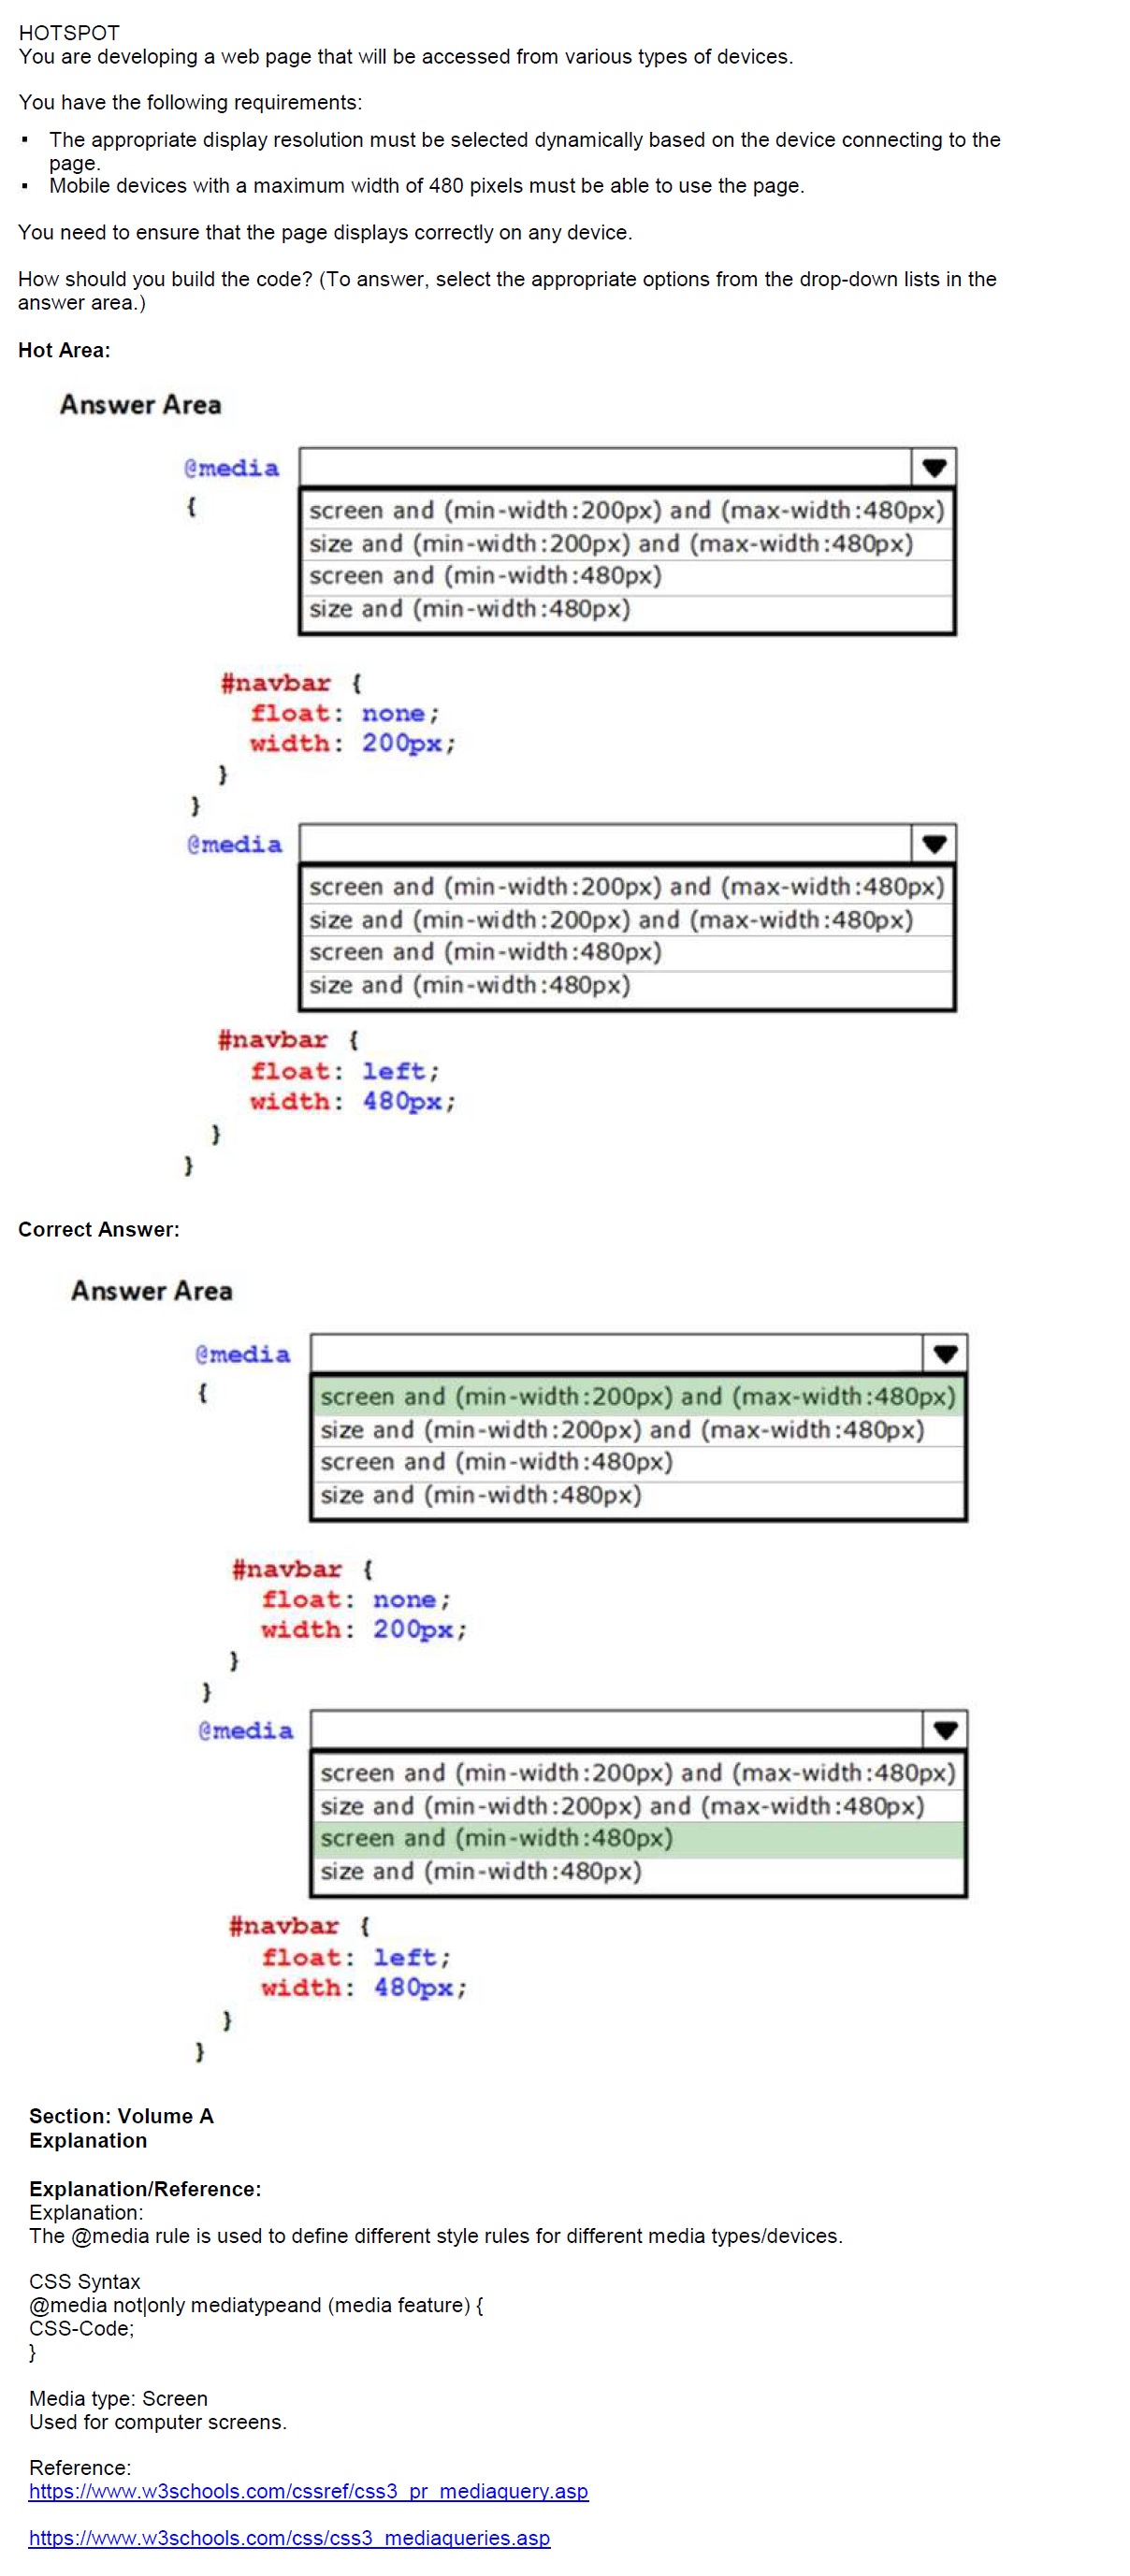 HOTSPOT
You are developing a web page that will be accessed from various types of devices.
You have the following requirements:
▪ The appropriate display resolution must be selected dynamically based on the device connecting to the
page.
▪ Mobile devices with a maximum width of 480 pixels must be able to use the page.
You need to ensure that the page displays correctly on any device.
How should you build the code? (To answer, select the appropriate options from the drop-down lists in the
answer area.)
Hot Area:
Answer Area
@media
{
screen and (min-width:200px) and (max-width:480px)
size and (min-width:200px) and (max-width:480px)
screen and (min-width:480px)
size and (min-width:480px)
#navbar {
float: none;
width: 200px;
}
}
@media
screen and (min-width:200px) and (max-width:480px)
size and (min-width:200px) and (max-width:480px)
screen and (min-width:480px)
size and (min-width:480px)
#navbar {
float: left;
width: 480px;
}
}
Correct Answer:
Answer Area
@media
{
screen and (min-width:200px) and (max-width:480px)
size and (min-width:200px) and (max-width:480px)
screen and (min-width:480px)
size and (min-width:480px)
#navbar {
float: none;
width: 200px;
}
}
@media
screen and (min-width:200px) and (max-width:480px)
size and (min-width:200px) and (max-width:480px)
screen and (min-width:480px)
size and (min-width:480px)
#navbar {
float: left;
width: 480px;
}
}
Section: Volume A
Explanation
Explanation/Reference:
Explanation:
The @media rule is used to define different style rules for different media types/devices.
CSS Syntax
@media not|only mediatypeand (media feature) {
CSS-Code;
}
Media type: Screen
Used for computer screens.
Reference:
https://www.w3schools.com/cssref/css3_pr_mediaquery.asp
https://www.w3schools.com/css/css3_mediaqueries.asp